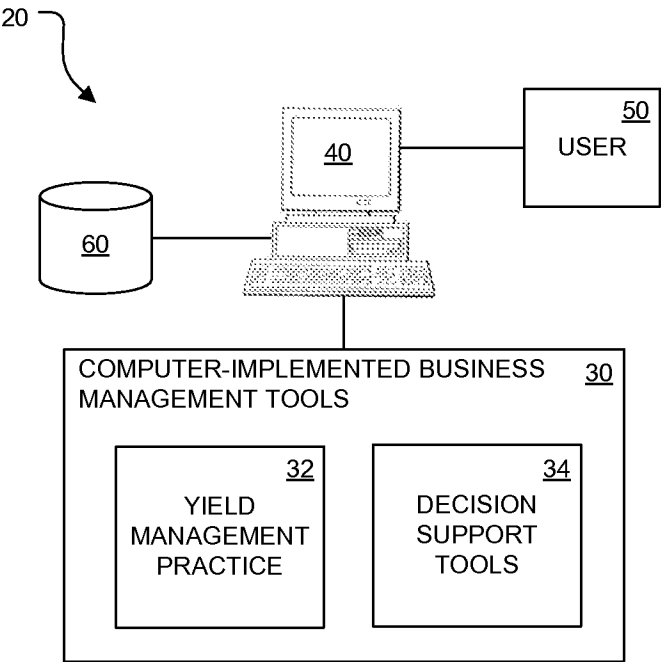 20
50
USER
40
60
COMPUTER-IMPLEMENTED BUSINESS
MANAGEMENT TOOLS
30
32
YIELD
MANAGEMENT
PRACTICE
34
DECISION
SUPPORT
TOOLS